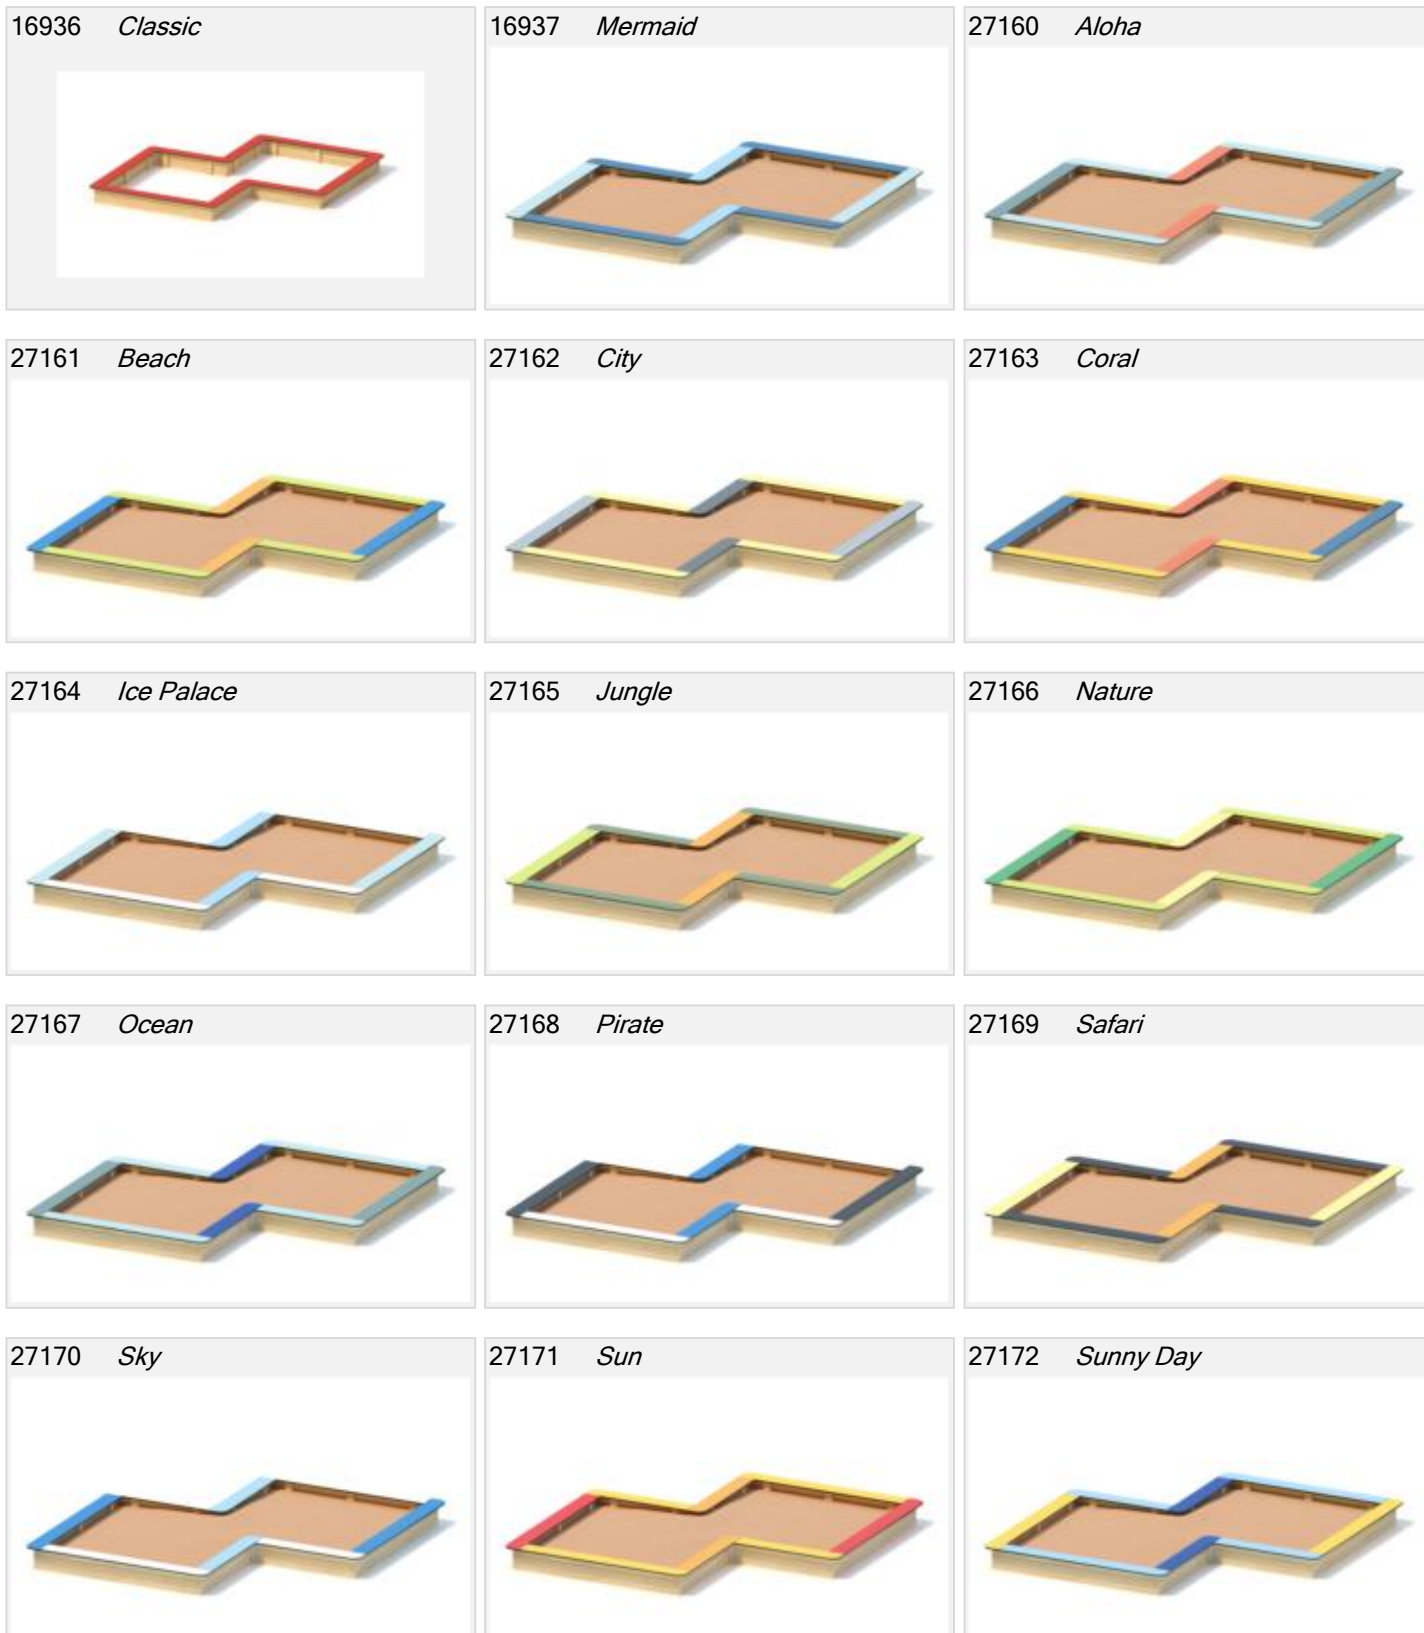 16936 Classic
16937 Mermaid
27160 Aloha
27161 Beach
27162 City
27163 Coral
27164 Ice Palace
27165 Jungle
27166 Nature
27167 Ocean
27168 Pirate
27169 Safari
27170 Sky
27171 Sun
27172 Sunny Day